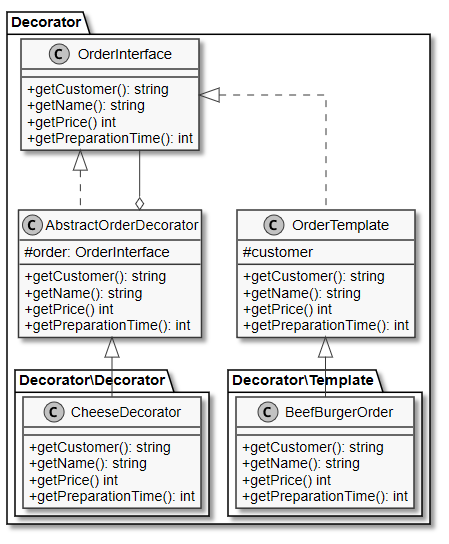 Decorator
C OrderInterface
+getCustomer(): string
+getName(): string
+getPrice() int
+getPreparationTime(): int
C AbstractOrderDecorator
#order: OrderInterface
+getCustomer(): string
+getName(): string
+getPrice() int
+getPreparationTime(): int
C OrderTemplate
#customer
+getCustomer(): string
+getName(): string
+getPrice() int
+getPreparationTime(): int
Decorator\Decorator
C CheeseDecorator
+getCustomer(): string
+getName(): string
+getPrice() int
+getPreparationTime(): int
Decorator\Template
C BeefBurgerOrder
+getCustomer(): string
+getName(): string
+getPrice() int
+getPreparationTime(): int